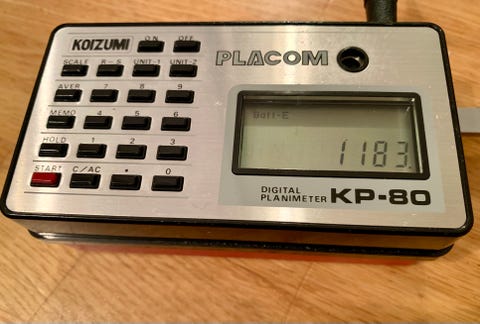 KOIZUMI
ON OFF
SCALE R-S UNIT-1 UNIT-2
AVER 7 8 9
MEMO 4 5 6
HOLD 1 2 3
START C/AC • 0
PLACOM
Batt-E
1183.
DIGITAL
PLANIMETER KP-80